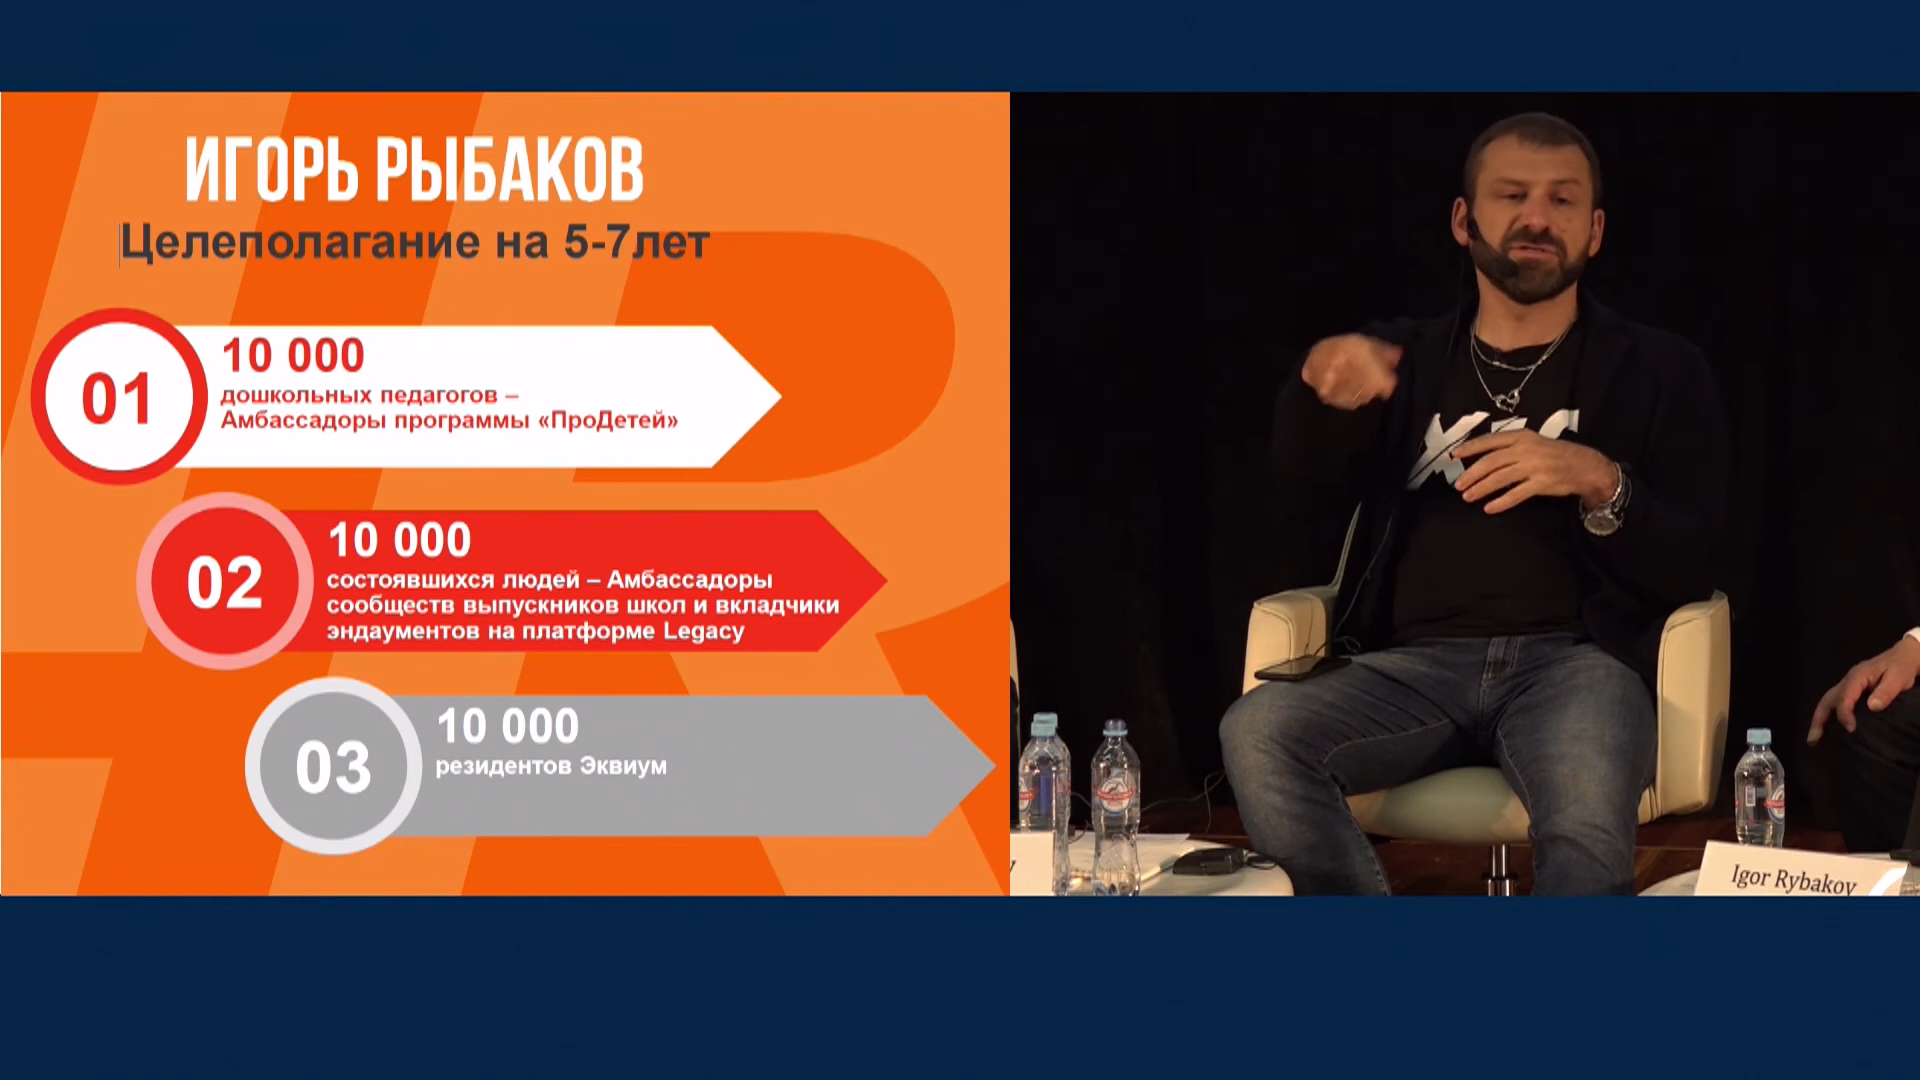 ИГОРЬ РЫБАКОВ
Целеполагание на 5-7лет
01
10 000
дошкольных педагогов –
Амбассадоры программы «ПроДетей»
02
10 000
состоявшихся людей – Амбассадоры
сообществ выпускников школ и вкладчики
эндаументов на платформе Legacy
03
10 000
резидентов Эквиум
Igor Rybakov